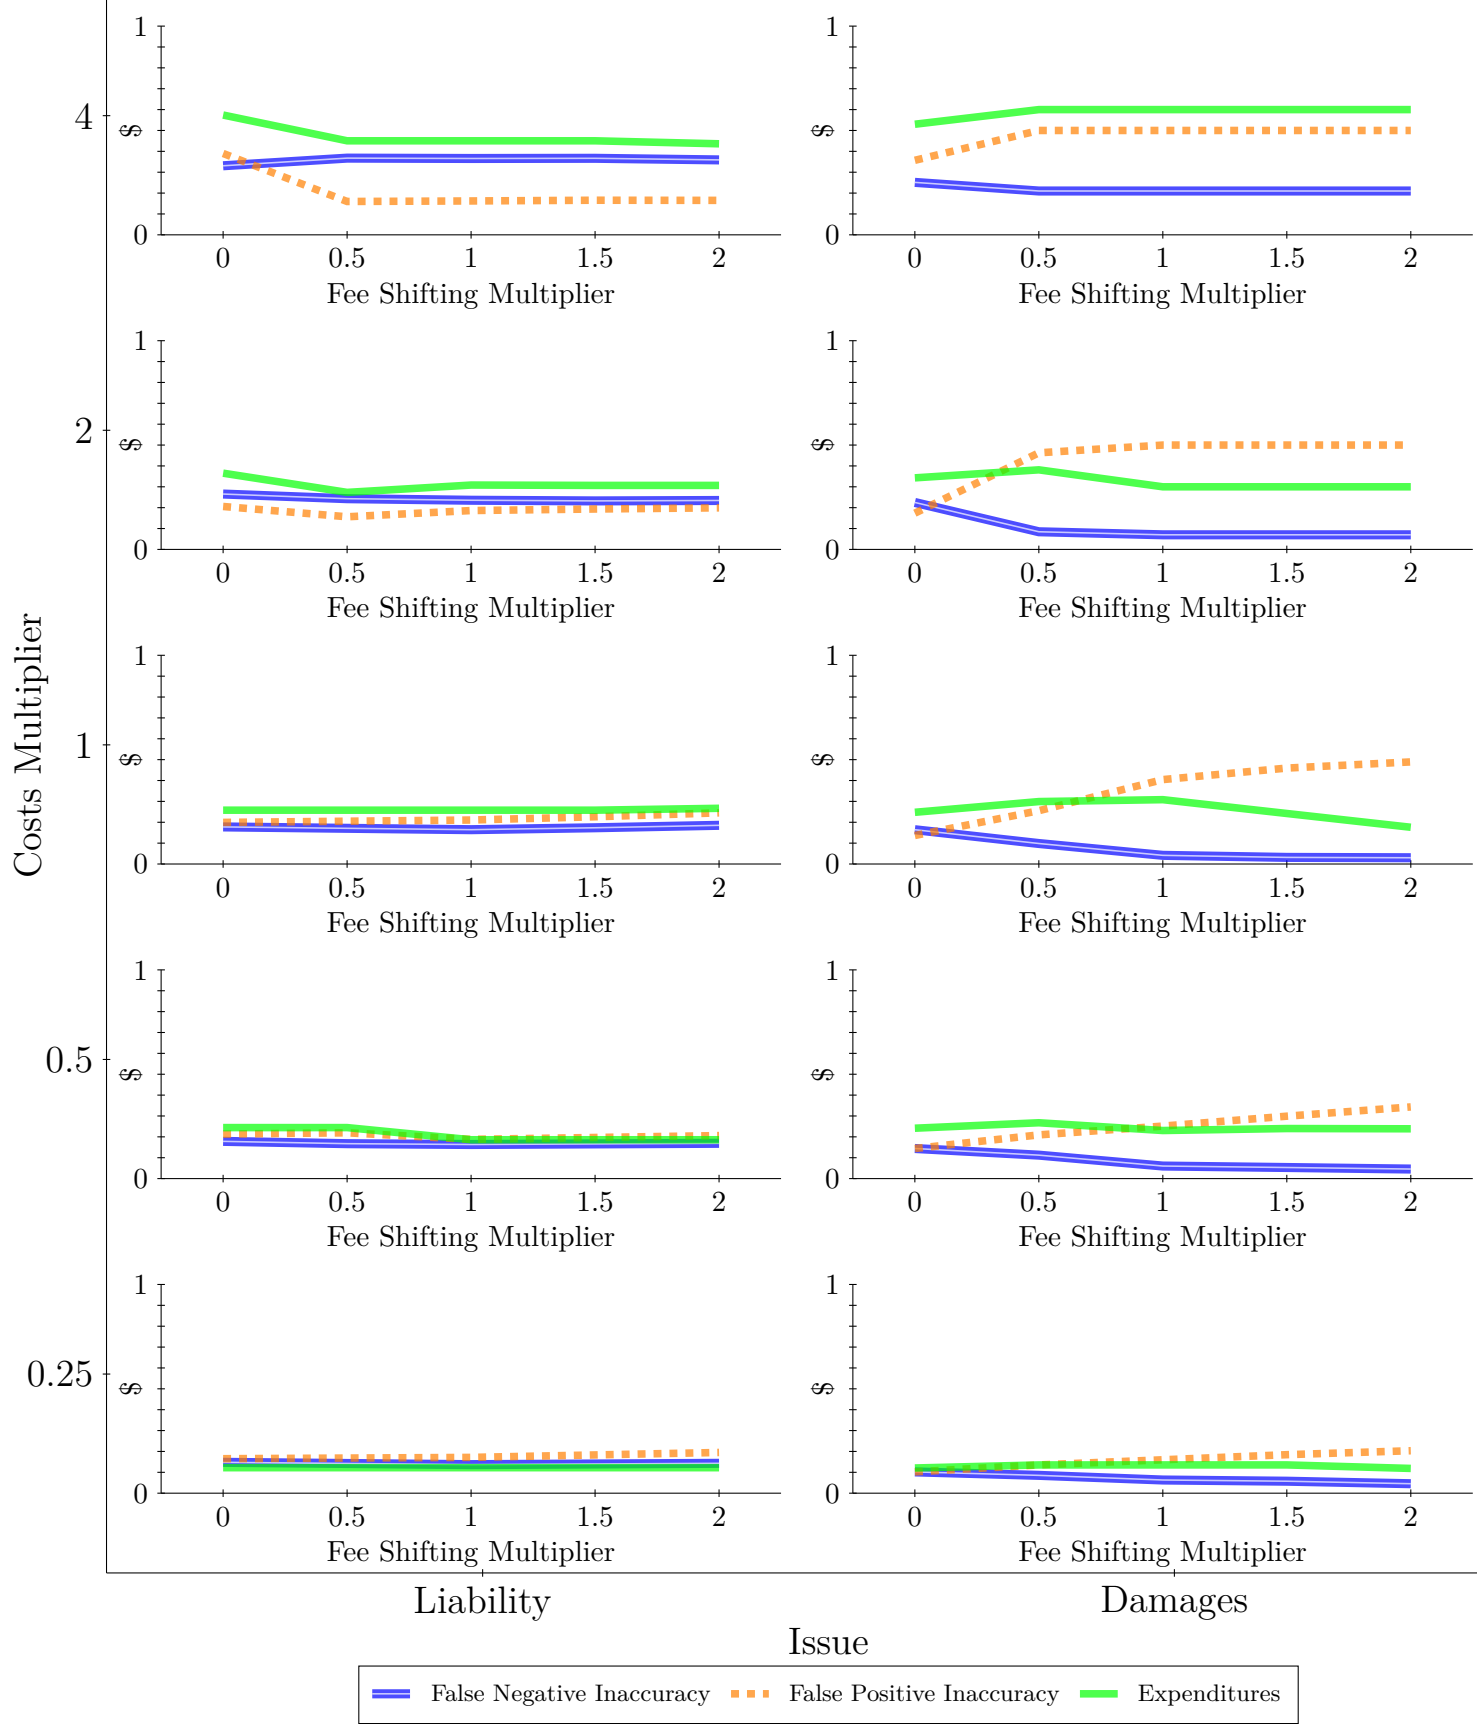 Costs Multiplier
4
1
$
0
0 0.5 1 1.5 2
Fee Shifting Multiplier
1
$
0
0 0.5 1 1.5 2
Fee Shifting Multiplier
2
1
$
0
0 0.5 1 1.5 2
Fee Shifting Multiplier
1
$
0
0 0.5 1 1.5 2
Fee Shifting Multiplier
1
1
$
0
0 0.5 1 1.5 2
Fee Shifting Multiplier
1
$
0
0 0.5 1 1.5 2
Fee Shifting Multiplier
0.5
1
$
0
0 0.5 1 1.5 2
Fee Shifting Multiplier
1
$
0
0 0.5 1 1.5 2
Fee Shifting Multiplier
0.25
1
$
0
0 0.5 1 1.5 2
Fee Shifting Multiplier
1
$
0
0 0.5 1 1.5 2
Fee Shifting Multiplier
Liability Damages
Issue
False Negative Inaccuracy False Positive Inaccuracy Expenditures